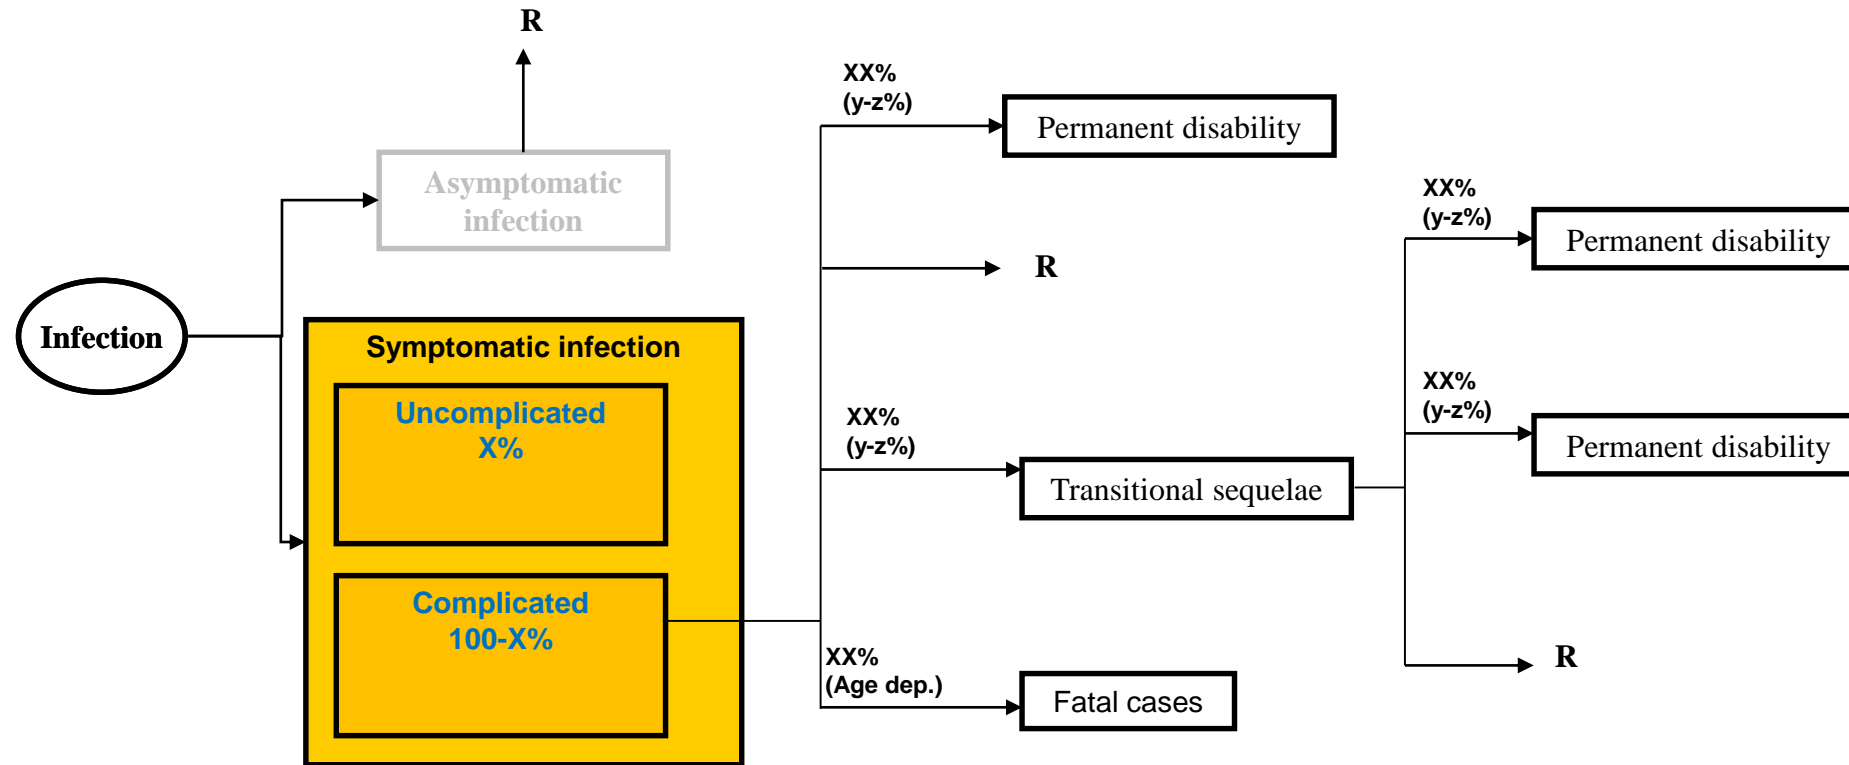 R
Asymptomatic
infection
Infection
Symptomatic infection
Uncomplicated
X%
Complicated
100-X%
XX%
(y-z%)
Permanent disability
R
XX%
(y-z%)
Transitional sequelae
XX%
(Age dep.)
Fatal cases
XX%
(y-z%)
Permanent disability
XX%
(y-z%)
Permanent disability
R